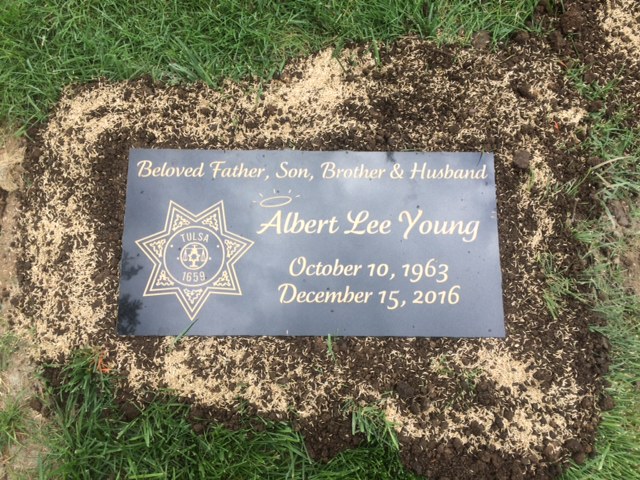 Beloved Father, Son, Brother & Husband
Albert Lee Young
TULSA
1659
October 10, 1963
December 15, 2016